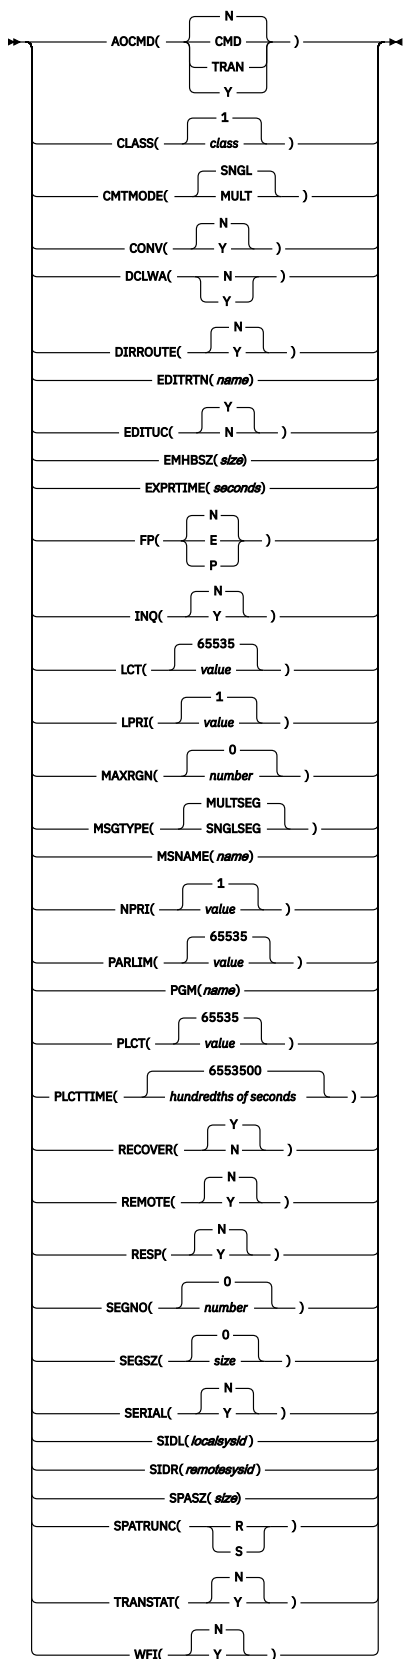 N
AOCMD( CMD )
TRAN
Y
1
CLASS( class )
SNGL
CMTMODE( MULT )
N
CONV( Y )
DCLWA( N )
Y
N
DIRROUTE( Y )
EDITRTN( name)
Y
EDITUC( N )
EMHBSZ( size)
EXPRTIME( seconds)
N
FP( E )
P
N
INQ( Y )
65535
LCT( value )
1
LPRI( value )
0
MAXRGN( number )
MULTSEG
MSGTYPE( SNGLSEG )
MSNAME( name)
1
NPRI( value )
65535
PARLIM( value )
PGM( name)
65535
PLCT( value )
6553500
PLCTTIME( hundredths of seconds )
Y
RECOVER( N )
N
REMOTE( Y )
N
RESP( Y )
0
SEGNO( number )
0
SEGSZ( size )
N
SERIAL( Y )
SIDL( localsysid)
SIDR( remotesysid)
SPASZ( size)
SPATRUNC( R )
S
N
TRANSTAT( Y )
N
WFI( Y )